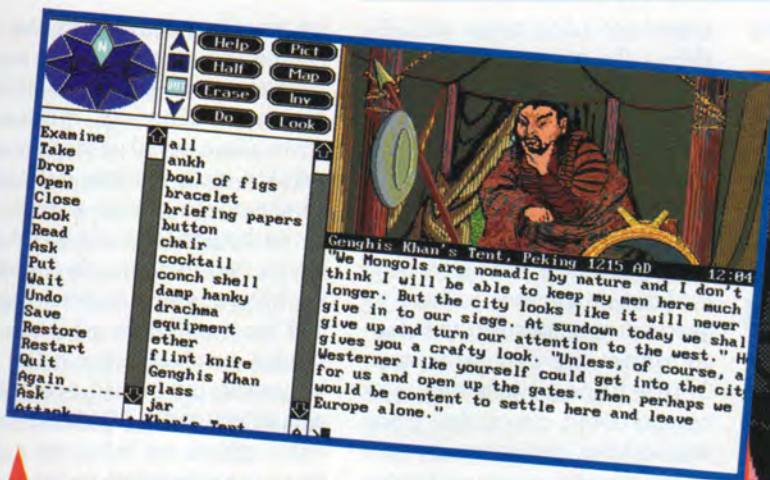 N
OUT
Help
Pict
Half
Map
Erase
Inv
Do
Look
Examine
Take
Drop
Open
Close
Look
Read
Ask
Put
Wait
Undo
Save
Restore
Restart
Quit
Again
Ask
Attack
all
ankh
bowl of figs
bracelet
briefing papers
button
chair
cocktail
conch shell
damp hanky
drachma
equipment
ether
flint knife
Genghis Khan
glass
jar
Khan's Tent
Genghis Khan's Tent, Peking 1215 AD 12:04
"We Mongols are nomadic by nature and I don't
think I will be able to keep my men here much
longer. But the city looks like it will never
give in to our siege. At sundown today we shal
give up and turn our attention to the west." H
gives you a crafty look. "Unless, of course, a
Westerner like yourself could get into the cit
for us and open up the gates. Then perhaps we
would be content to settle here and leave
Europe alone."
>